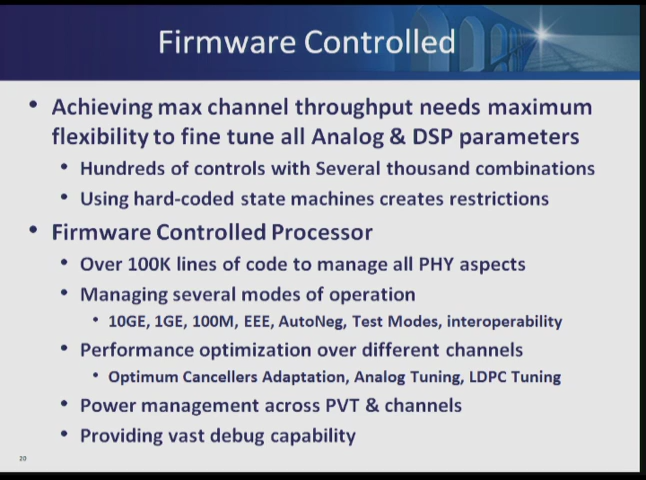 Firmware Controlled
• Achieving max channel throughput needs maximum
flexibility to fine tune all Analog & DSP parameters
• Hundreds of controls with Several thousand combinations
• Using hard-coded state machines creates restrictions
• Firmware Controlled Processor
• Over 100K lines of code to manage all PHY aspects
• Managing several modes of operation
• 10GE, 1GE, 100M, EEE, AutoNeg, Test Modes, interoperability
• Performance optimization over different channels
• Optimum Cancellers Adaptation, Analog Tuning, LDPC Tuning
• Power management across PVT & channels
• Providing vast debug capability
20